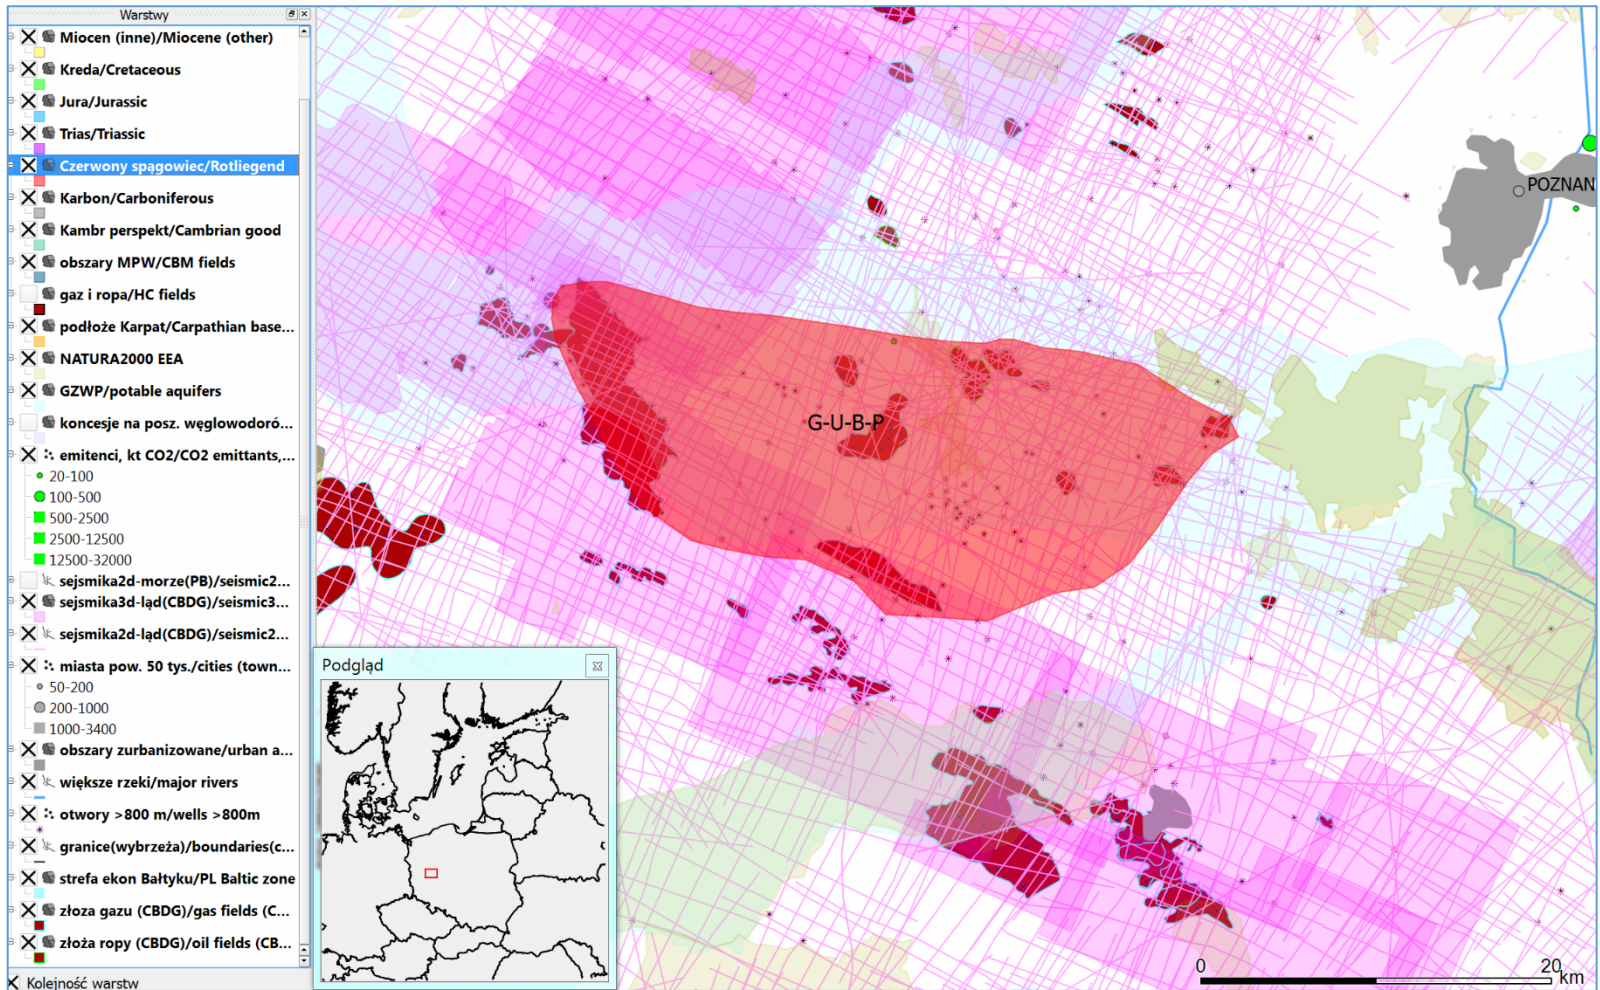 Warstwy
Miocen (inne)/Miocene (other)
Kreda/Cretaceous
Jura/Jurassic
Trias/Triassic
Czerwony spągowiec/Rotliegend
Karbon/Carboniferous
Kambr perspekt/Cambrian good
obszary MPW/CBM fields
gaz i ropa/HC fields
podłoże Karpat/Carpathian base...
NATURA2000 EEA
GZWP/potable aquifers
koncesje na posz. węglowodoró...
emitenci, kt CO2/CO2 emittants,...
20-100
100-500
500-2500
2500-12500
12500-32000
sejsmika2d-morze(PB)/seismic2...
sejsmika3d-ląd(CBDG)/seismic3...
sejsmika2d-ląd(CBDG)/seismic2...
miasta pow. 50 tys./cities (town...
50-200
200-1000
1000-3400
obszary zurbanizowane/urban a...
większe rzeki/major rivers
otwory >800 m/wells >800m
granice(wybrzeża)/boundaries(c...
strefa ekon Bałtyku/PL Baltic zone
złoza gazu (CBDG)/gas fields (C...
złoża ropy (CBDG)/oil fields (CB...
Kolejność warstw
POZNAN
G-U-B-P
Podgląd
0 20 km